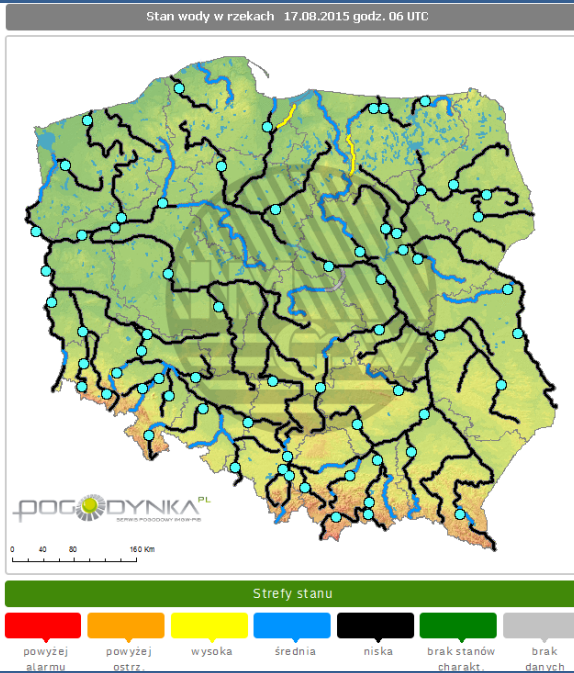 Stan wody w rzekach 17.08.2015 godz. 06 UTC
POGODYNKA PL
SERWIS POGODOWY IMGW-PIB
0 40 80 160 Km
Strefy stanu
powyżej alarmu
powyżej ostrz.
wysoka
średnia
niska
brak stanów charakt.
brak danych